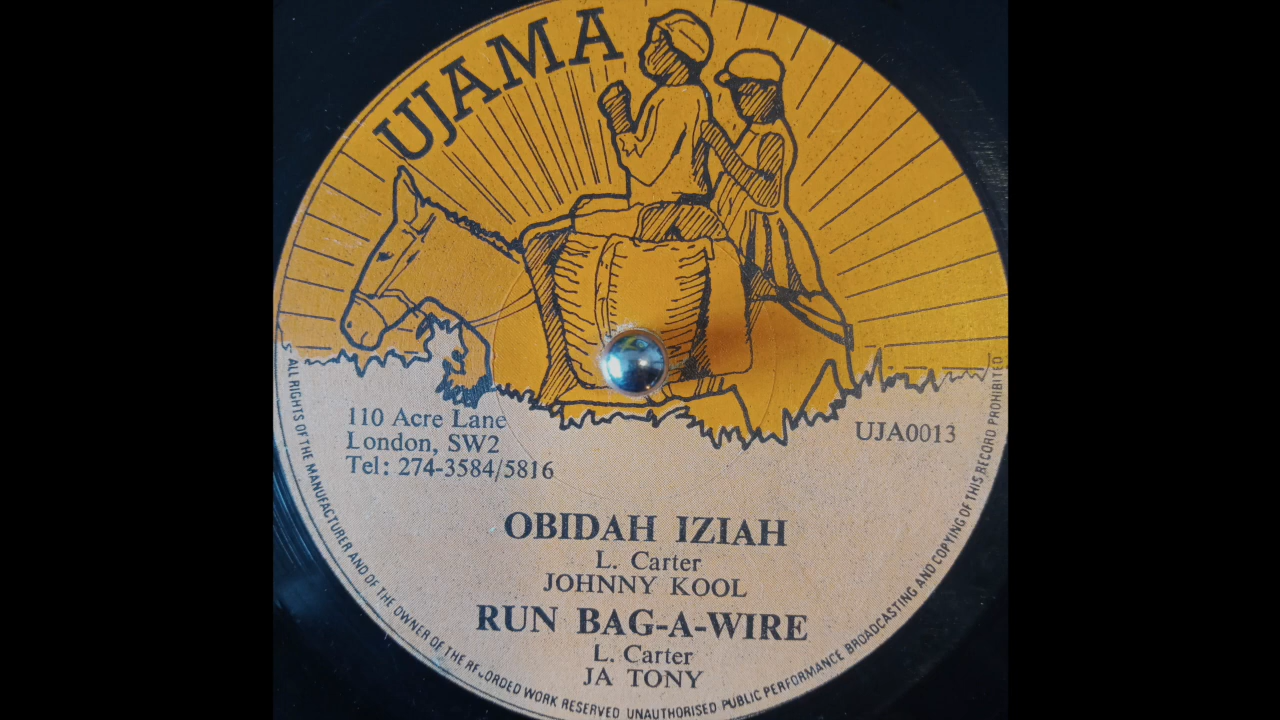 UJAMA
110 Acre Lane
London, SW2
Tel: 274-3584/5816
UJA0013
OBIDAH IZIAH
L. Carter
JOHNNY KOOL
RUN BAG-A-WIRE
L. Carter
JA TONY
ALL RIGHTS OF THE MANUFACTURER AND OF THE OWNER OF THE RECORDED WORK RESERVED UNAUTHORISED PUBLIC PERFORMANCE BROADCASTING AND COPYING OF THIS RECORD PROHIBITED